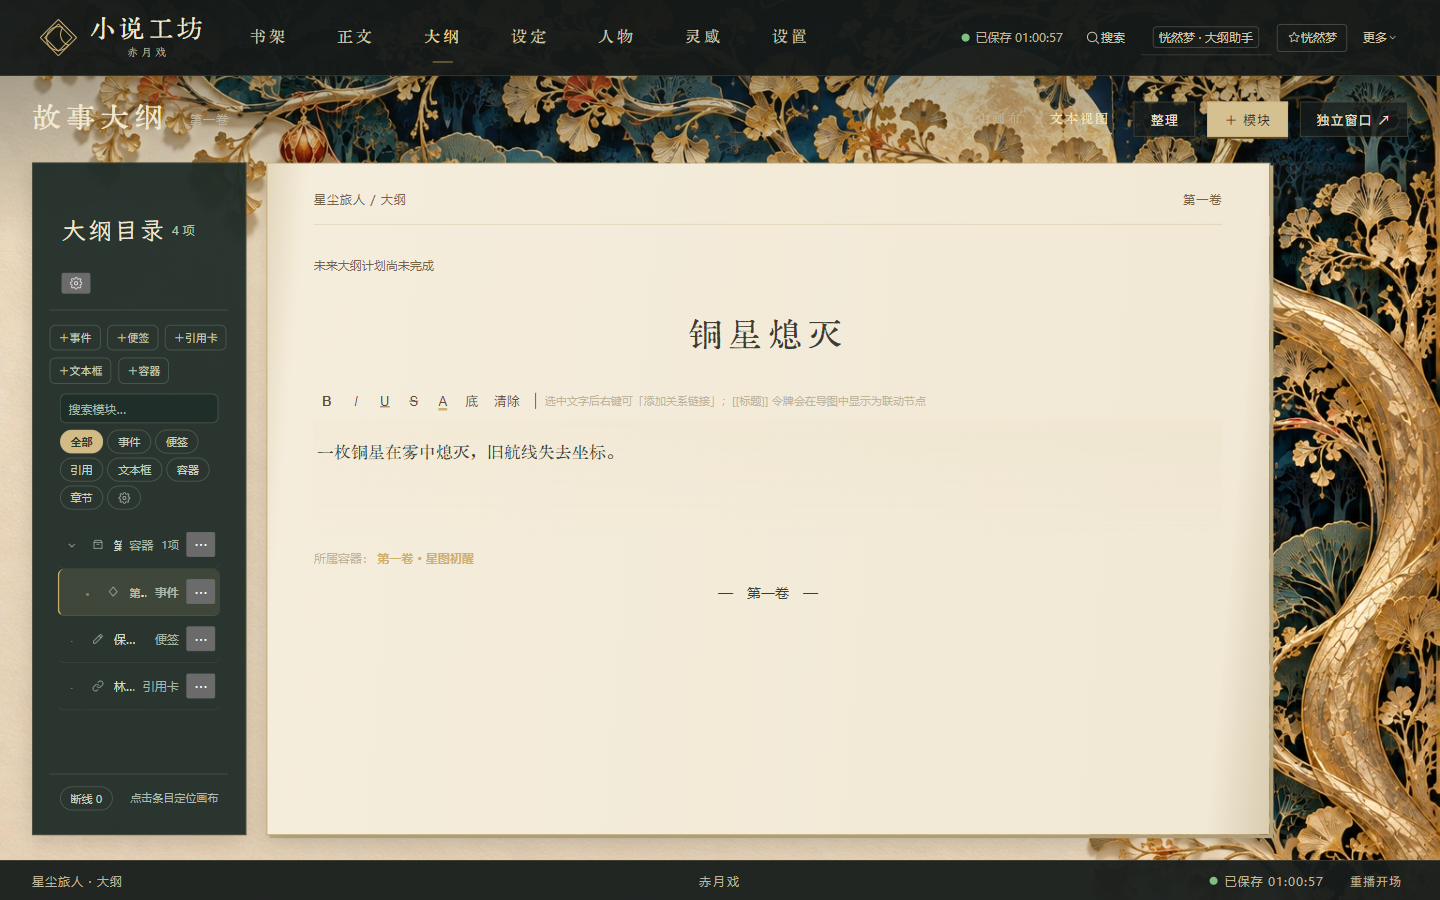 小说工坊
赤月戏
书架 正文 大纲 设定 人物 灵感 设置
已保存 01:00:57 搜索 恍然梦 · 大纲助手 恍然梦 更多
故事大纲 第一卷
文本视图 整理 + 模块 独立窗口 ↗
大纲目录 4 项
+事件 +便签 +引用卡
+文本框 +容器
搜索模块...
全部 事件 便签
引用 文本框 容器
章节
容器 1项 ...
第... 事件 ...
保... 便签 ...
林... 引用卡 ...
断线 0 点击条目定位画布
星尘旅人 / 大纲 第一卷
未来大纲计划尚未完成
铜星熄灭
B I U S A 底 清除 选中文字后右键可「添加关系链接」; [[标题]] 令牌会在导图中显示为联动节点
一枚铜星在雾中熄灭，旧航线失去坐标。
所属容器： 第一卷 · 星图初醒
— 第一卷 —
星尘旅人 · 大纲 赤月戏 已保存 01:00:57 重播开场